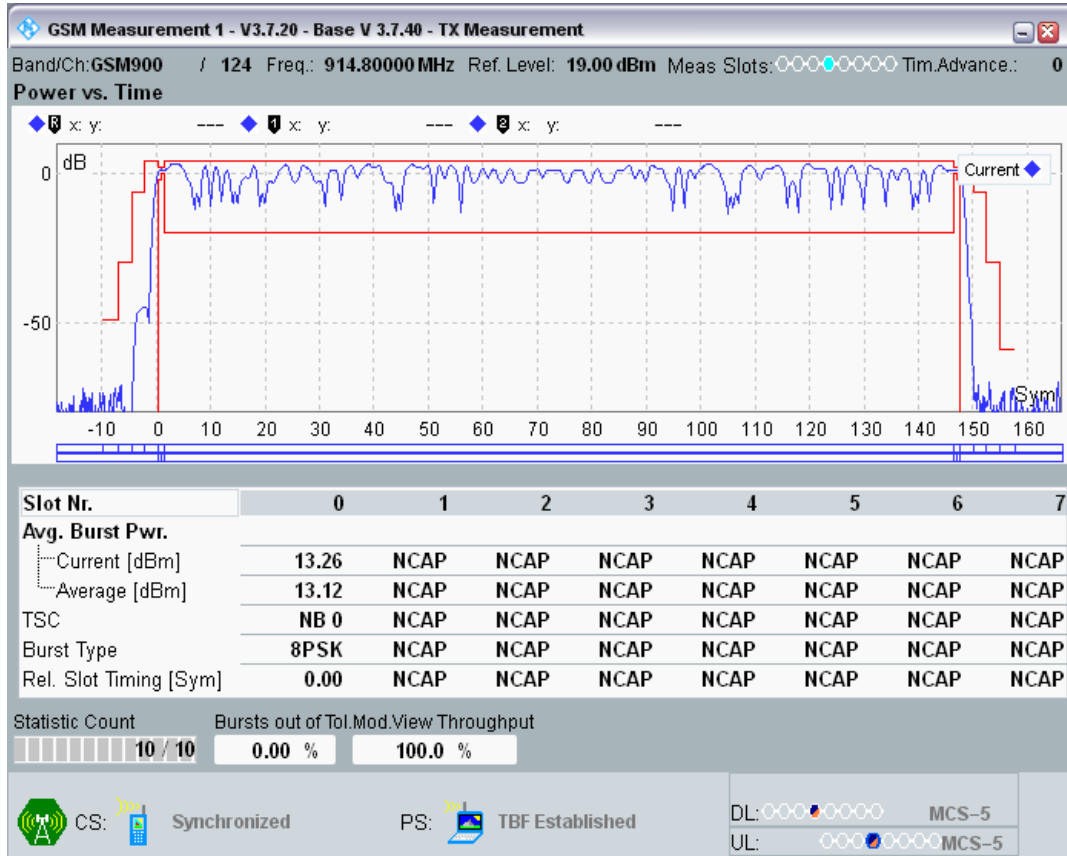 GSM Measurement 1 - V3.7.20 - Base V 3.7.40 - TX Measurement
Band/Ch:GSM900 / 124 Freq.: 914.80000 MHz Ref. Level: 19.00 dBm Meas Slots: Tim.Advance.: 0
Power vs. Time
R x: y: --- 1 x: y: --- 2 x: y: ---
dB
0
Current
-50
Sym
-10 0 10 20 30 40 50 60 70 80 90 100 110 120 130 140 150 160
Slot Nr. 0 1 2 3 4 5 6 7
Avg. Burst Pwr.
Current [dBm] 13.26 NCAP NCAP NCAP NCAP NCAP NCAP NCAP
Average [dBm] 13.12 NCAP NCAP NCAP NCAP NCAP NCAP NCAP
TSC NB 0 NCAP NCAP NCAP NCAP NCAP NCAP NCAP
Burst Type 8PSK NCAP NCAP NCAP NCAP NCAP NCAP NCAP
Rel. Slot Timing [Sym] 0.00 NCAP NCAP NCAP NCAP NCAP NCAP NCAP
Statistic Count Bursts out of Tol.Mod.View Throughput
10 / 10 0.00 % 100.0 %
CS: Synchronized PS: TBF Established DL: MCS-5
UL: MCS-5